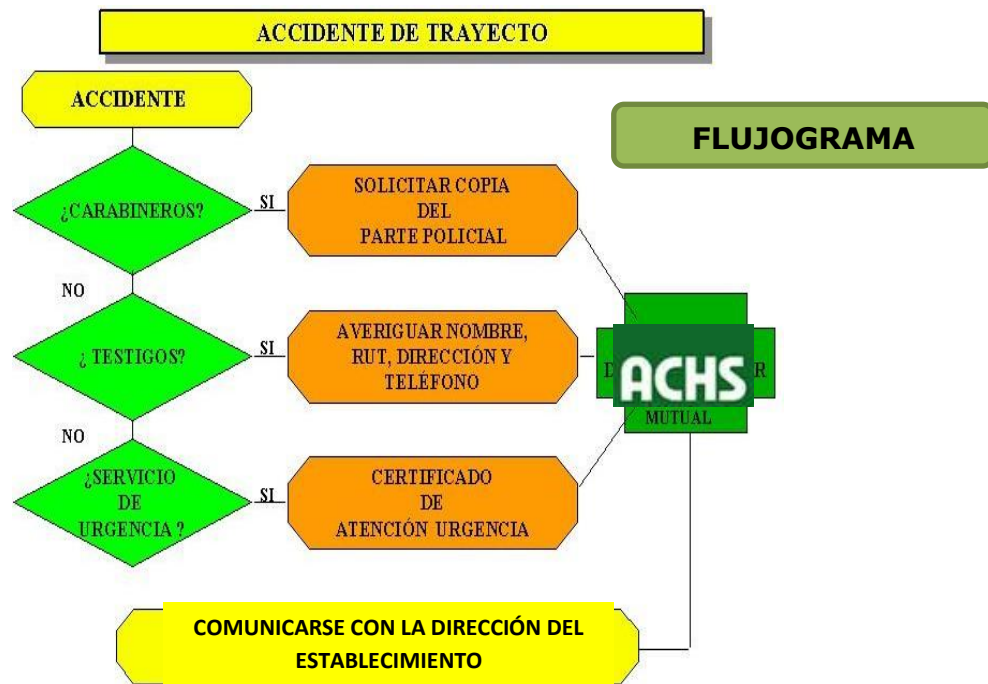 ACCIDENTE DE TRAYECTO
ACCIDENTE
FLUJOGRAMA
¿CARABINEROS?
SI
SOLICITAR COPIA
DEL
PARTE POLICIAL
NO
¿ TESTIGOS?
SI
AVERIGUAR NOMBRE,
RUT, DIRECCIÓN Y
TELÉFONO
ACHS
MUTUAL
NO
¿SERVICIO
DE
URGENCIA ?
SI
CERTIFICADO
DE
ATENCIÓN URGENCIA
COMUNICARSE CON LA DIRECCIÓN DEL
ESTABLECIMIENTO